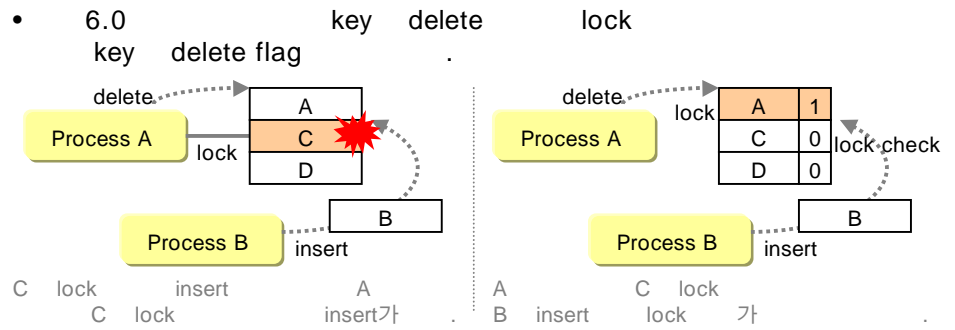 • 6.0 key delete lock
key delete flag .
delete
Process A
lock
A
C
D
B
Process B
insert
delete
Process A
lock
A 1
C 0
D 0
lock check
B
Process B
insert
C lock insert A
C lock insert가 .
A C lock
B insert lock 가 .